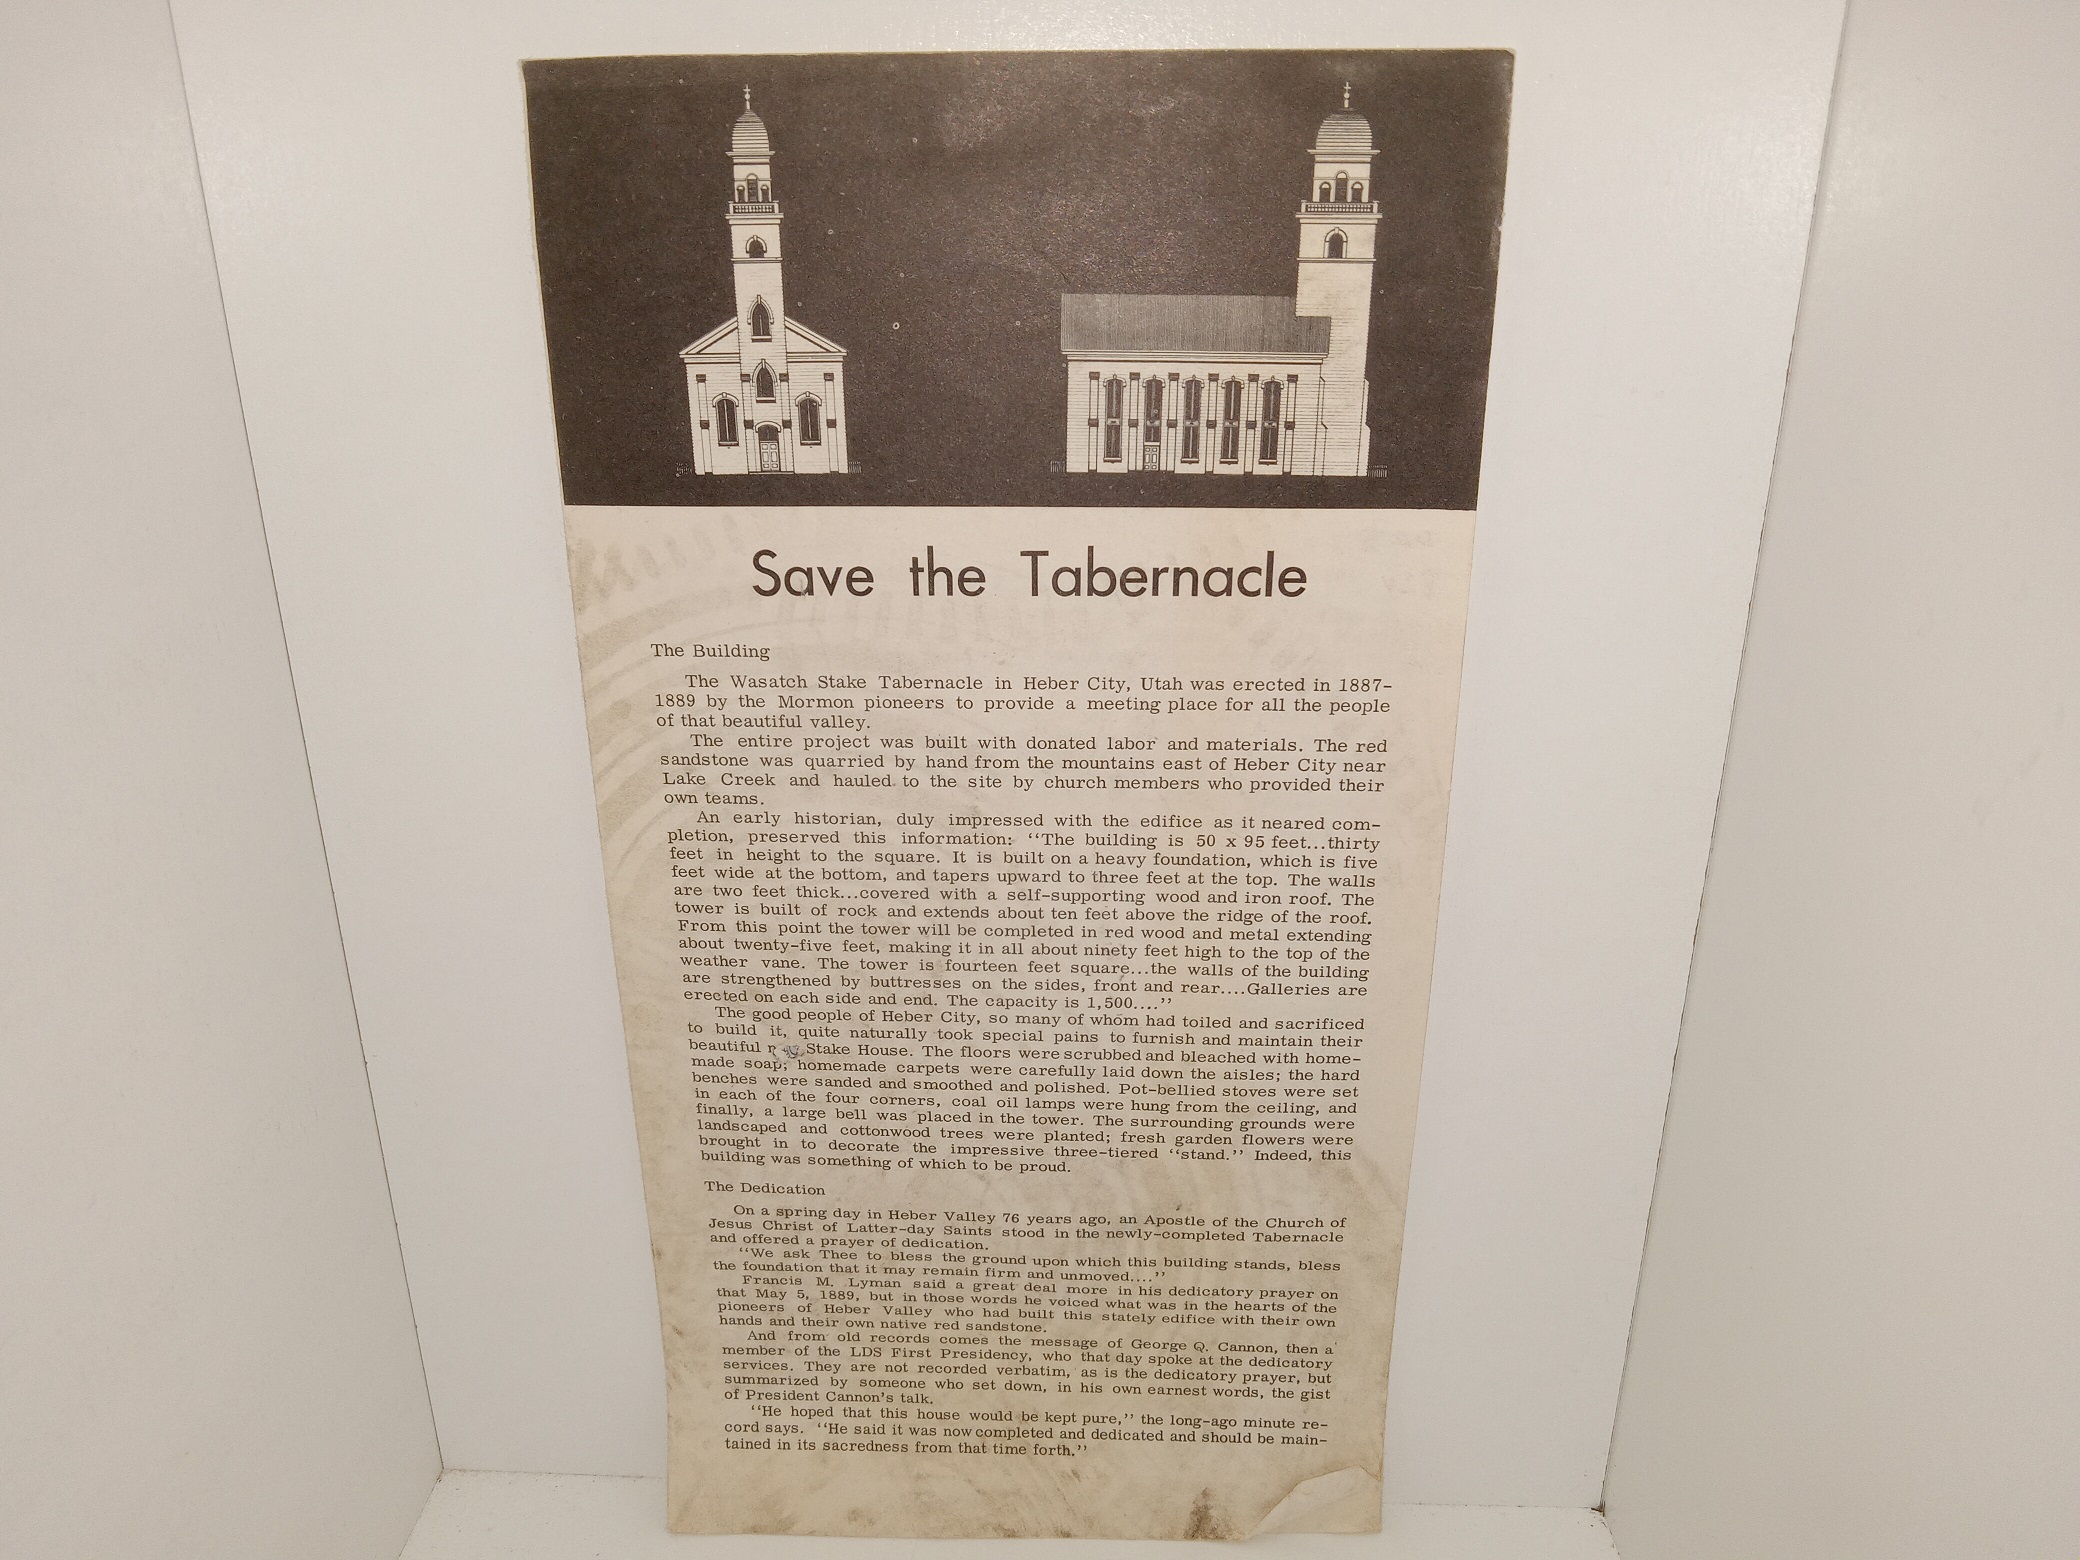 Save the Tabernacle
The Building
The Wasatch Stake Tabernacle in Heber City, Utah was erected in 1887-
1889 by the Mormon pioneers to provide a meeting place for all the people
of that beautiful valley.
The entire project was built with donated labor and materials. The red
sandstone was quarried by hand from the mountains east of Heber City near
Lake Creek and hauled to the site by church members who provided their
own teams.
An early historian, duly impressed with the edifice as it neared com-
pletion, preserved this information: "The building is 50 x 95 feet...thirty
feet in height to the square. It is built on a heavy foundation, which is five
feet wide at the bottom, and tapers upward to three feet at the top. The walls
are two feet thick...covered with a self-supporting wood and iron roof. The
tower is built of rock and extends about ten feet above the ridge of the roof.
From this point the tower will be completed in red wood and metal extending
about twenty-five feet, making it in all about ninety feet high to the top of the
weather vane. The tower is fourteen feet square...the walls of the building
are strengthened by buttresses on the sides, front and rear....Galleries are
erected on each side and end. The capacity is 1,500...."
The good people of Heber City, so many of whom had toiled and sacrificed
to build it, quite naturally took special pains to furnish and maintain their
beautiful Stake House. The floors were scrubbed and bleached with home-
made soap; homemade carpets were carefully laid down the aisles; the hard
benches were sanded and smoothed and polished. Pot-bellied stoves were set
in each of the four corners, coal oil lamps were hung from the ceiling, and
finally, a large bell was placed in the tower. The surrounding grounds were
landscaped and cottonwood trees were planted; fresh garden flowers were
brought in to decorate the impressive three-tiered "stand." Indeed, this
building was something of which to be proud.
The Dedication
On a spring day in Heber Valley 76 years ago, an Apostle of the Church of
Jesus Christ of Latter-day Saints stood in the newly-completed Tabernacle
and offered a prayer of dedication.
"We ask Thee to bless the ground upon which this building stands, bless
the foundation that it may remain firm and unmoved...."
Francis M. Lyman said a great deal more in his dedicatory prayer on
that May 5, 1889, but in those words he voiced what was in the hearts of the
pioneers of Heber Valley who had built this stately edifice with their own
hands and their own native red sandstone.
And from old records comes the message of George Q. Cannon, then a
member of the LDS First Presidency, who that day spoke at the dedicatory
services. They are not recorded verbatim, as is the dedicatory prayer, but
summarized by someone who set down, in his own earnest words, the gist
of President Cannon's talk.
"He hoped that this house would be kept pure," the long-ago minute re-
cord says. "He said it was now completed and dedicated and should be main-
tained in its sacredness from that time forth."